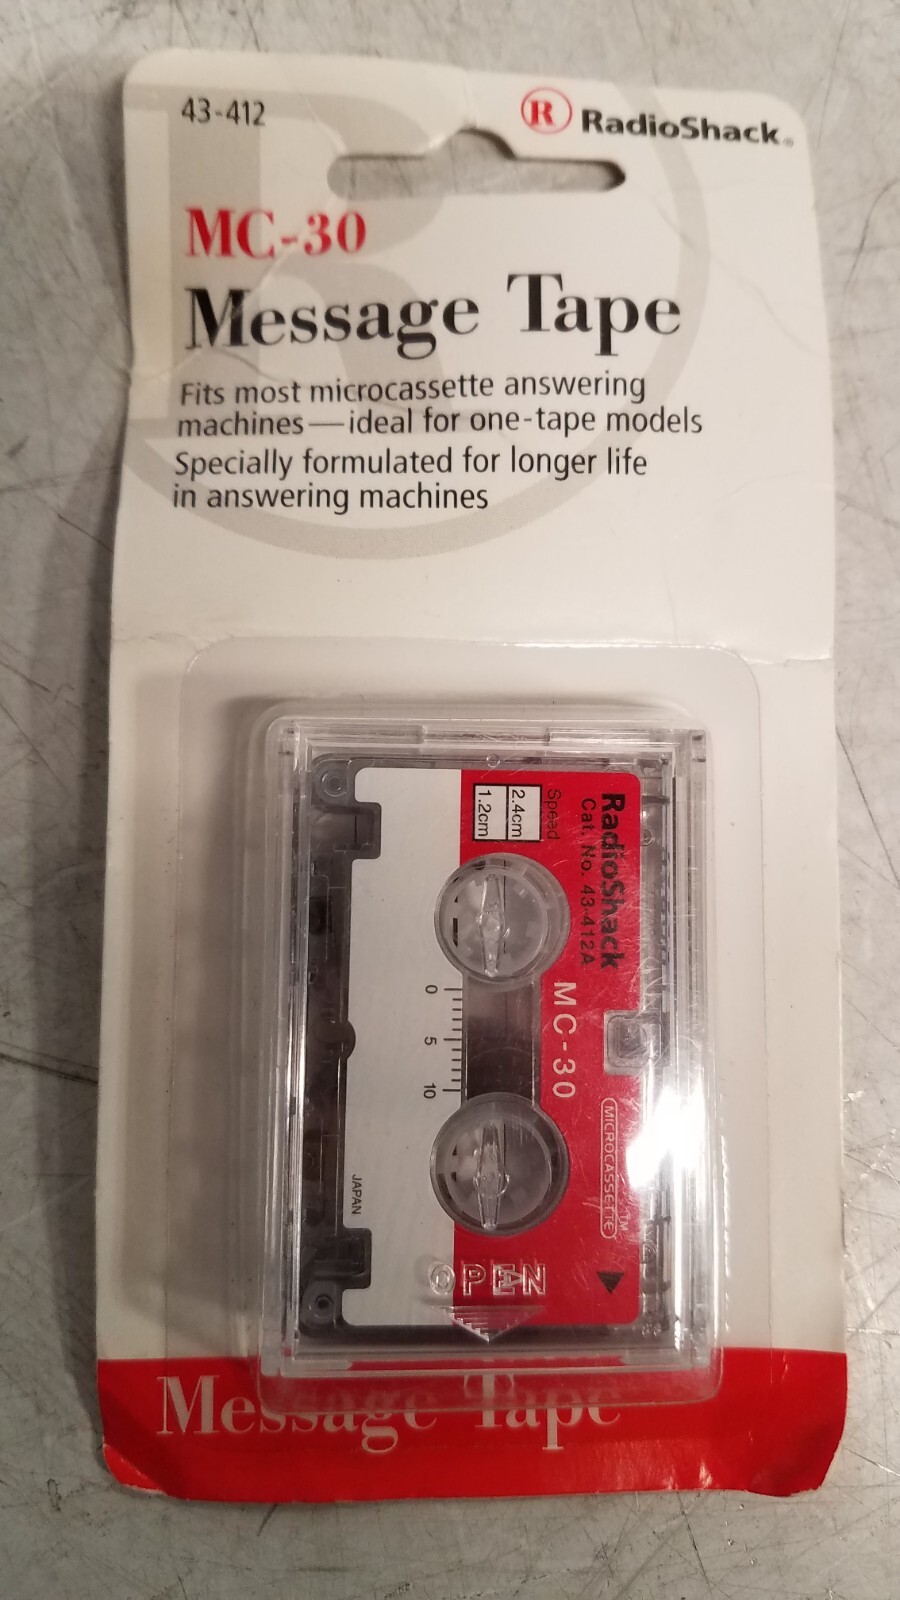 43-412
R RadioShack®
MC-30
Message Tape
Fits most microcassette answering
machines—ideal for one-tape models
Specially formulated for longer life
in answering machines
RadioShack
Cat. No. 43-412A
Speed
2.4cm
1.2cm
MC-30
MICROCASSETTE™
0 5 10
JAPAN
OPEN
Message Tape